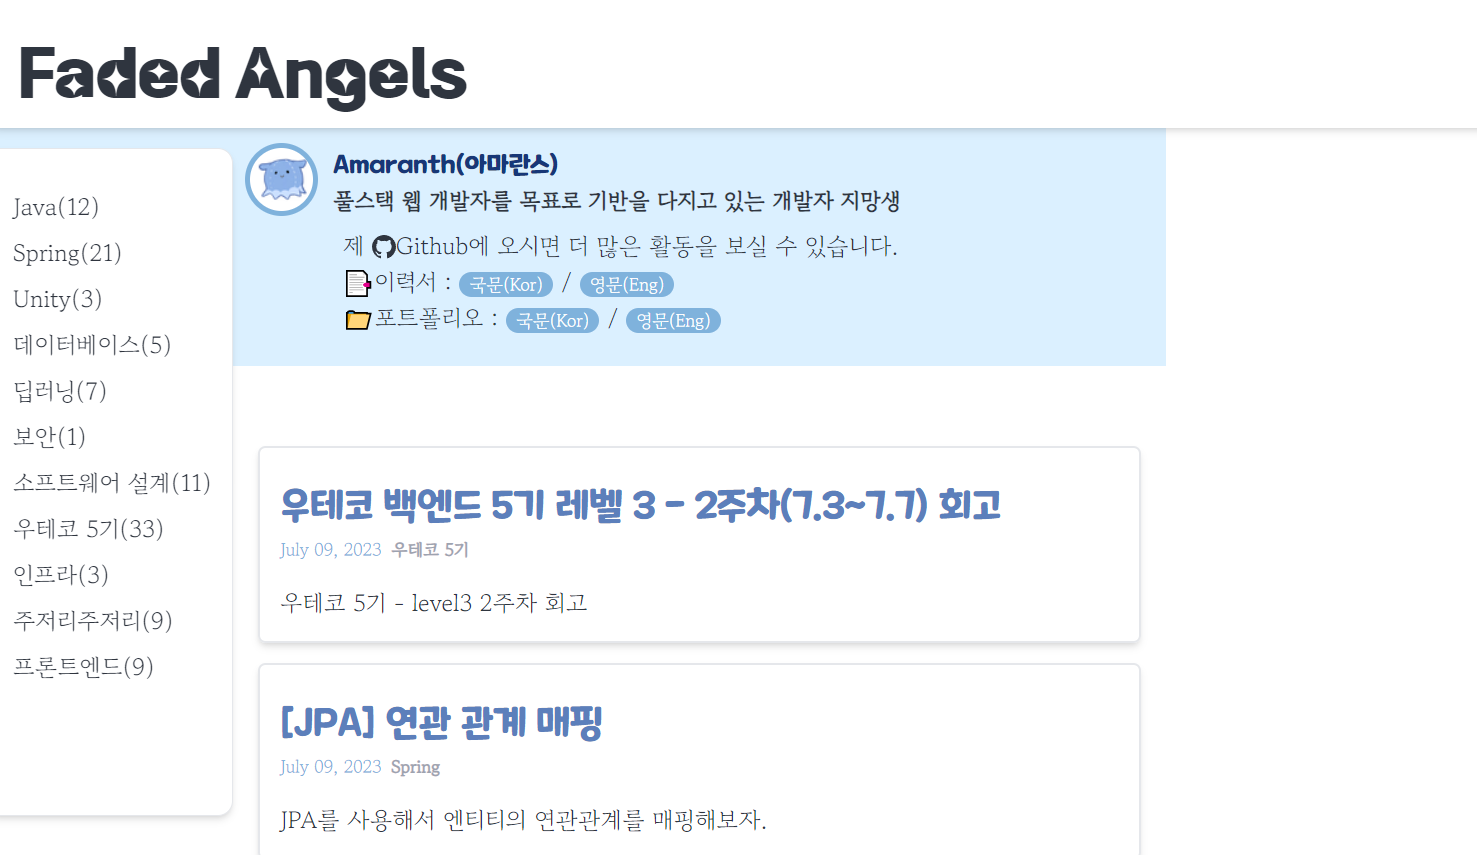 Faded Angels
Java(12)
Spring(21)
Unity(3)
데이터베이스(5)
딥러닝(7)
보안(1)
소프트웨어 설계(11)
우테코 5기(33)
인프라(3)
주저리주저리(9)
프론트엔드(9)
Amaranth(아마란스)
풀스택 웹 개발자를 목표로 기반을 다지고 있는 개발자 지망생
제 Github에 오시면 더 많은 활동을 보실 수 있습니다.
이력서 : 국문(Kor) / 영문(Eng)
포트폴리오 : 국문(Kor) / 영문(Eng)
우테코 백엔드 5기 레벨 3 - 2주차(7.3~7.7) 회고
July 09, 2023 우테코 5기
우테코 5기 - level3 2주차 회고
[JPA] 연관 관계 매핑
July 09, 2023 Spring
JPA를 사용해서 엔티티의 연관관계를 매핑해보자.